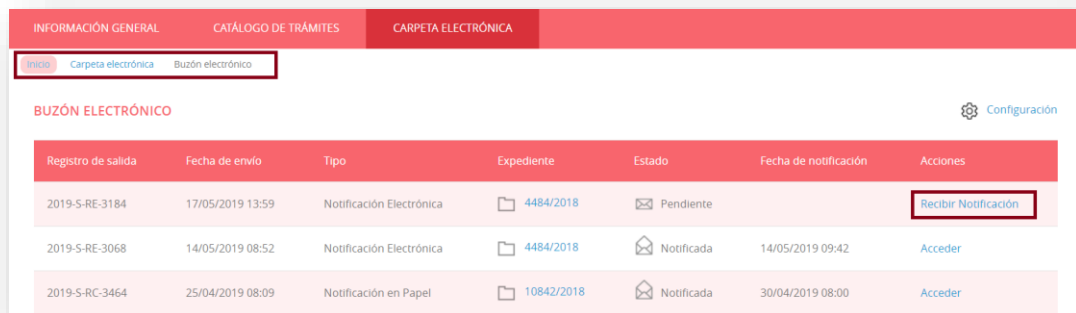 INFORMACIÓN GENERAL CATÁLOGO DE TRÁMITES CARPETA ELECTRÓNICA
Inicio Carpeta electrónica Buzón electrónico
BUZÓN ELECTRÓNICO Configuración
Registro de salida Fecha de envío Tipo Expediente Estado Fecha de notificación Acciones
2019-S-RE-3184 17/05/2019 13:59 Notificación Electrónica 4484/2018 Pendiente Recibir Notificación
2019-S-RE-3068 14/05/2019 08:52 Notificación Electrónica 4484/2018 Notificada 14/05/2019 09:42 Acceder
2019-S-RC-3464 25/04/2019 08:09 Notificación en Papel 10842/2018 Notificada 30/04/2019 08:00 Acceder